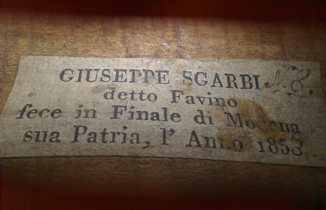 GIUSEPPE SGARBI
detto Favino
fece in Finale di Modena
sua Patria, l' Anno 1853